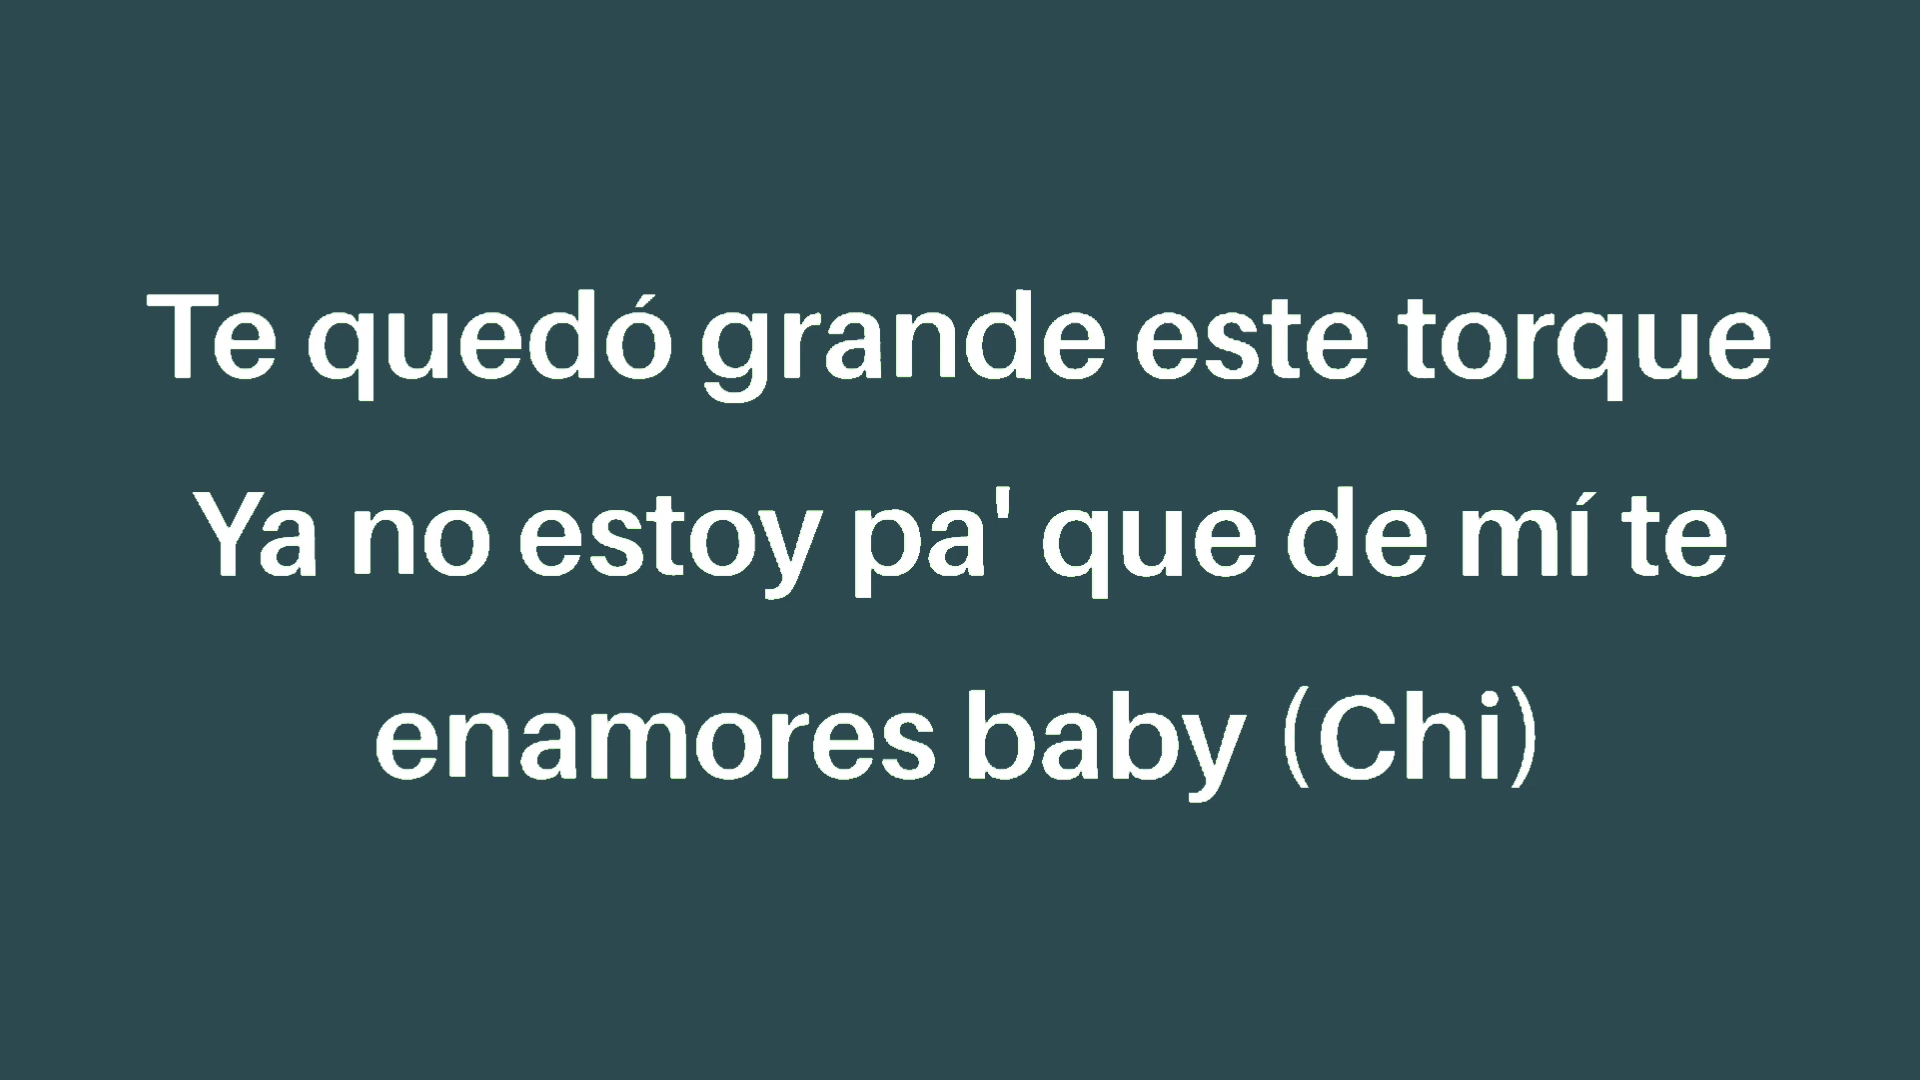 Te quedó grande este torque
Ya no estoy pa' que de mí te
enamores baby (Chi)